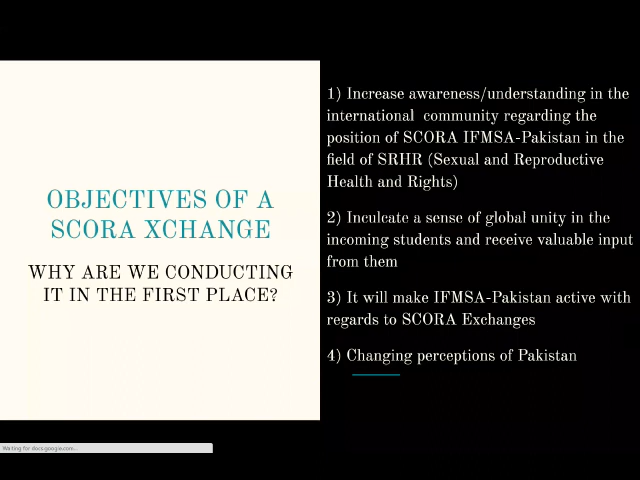 OBJECTIVES OF A
SCORA XCHANGE
WHY ARE WE CONDUCTING
IT IN THE FIRST PLACE?
1) Increase awareness/understanding in the
international community regarding the
position of SCORA IFMSA-Pakistan in the
field of SRHR (Sexual and Reproductive
Health and Rights)
2) Inculcate a sense of global unity in the
incoming students and receive valuable input
from them
3) It will make IFMSA-Pakistan active with
regards to SCORA Exchanges
4) Changing perceptions of Pakistan
Waiting for docs.google.com...